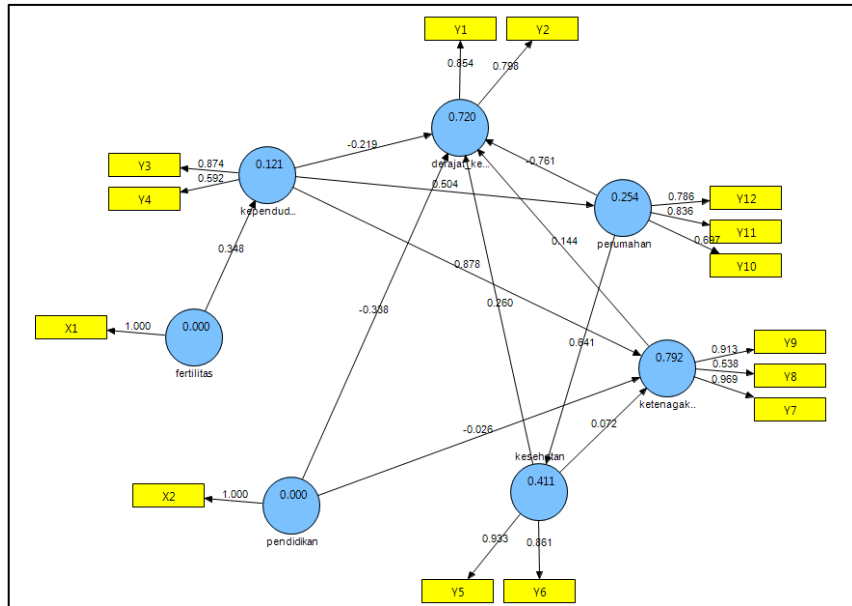 Y1
Y2
0.854
0.798
0.720
derajat_ke...
Y3
0.874
Y4
0.592
0.121
kependud...
-0.219
0.504
-0.761
0.254
perumahan
0.786
Y12
0.836
Y11
0.697
Y10
0.348
0.878
0.144
-0.338
0.260
0.641
X1
1.000
0.000
fertilitas
0.792
ketenagak..
0.913
Y9
0.538
Y8
0.969
Y7
-0.026
0.072
X2
1.000
0.000
pendidikan
kesehatan
0.411
0.933
0.861
Y5
Y6